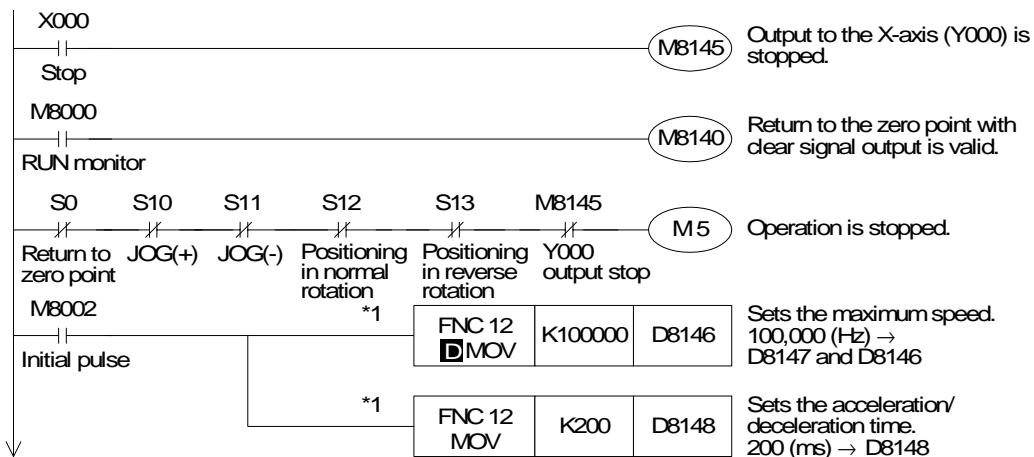 X000
M8145
Output to the X-axis (Y000) is
stopped.
Stop
M8000
M8140
Return to the zero point with
clear signal output is valid.
RUN monitor
S0 S10 S11 S12 S13 M8145
M5
Operation is stopped.
Return to
zero point
JOG(+)
JOG(-)
Positioning
in normal
rotation
Positioning
in reverse
rotation
Y000
output stop
M8002
Initial pulse
*1
FNC 12
D MOV
K100000
D8146
Sets the maximum speed.
100,000 (Hz) →
D8147 and D8146
*1
FNC 12
MOV
K200
D8148
Sets the acceleration/
deceleration time.
200 (ms) → D8148